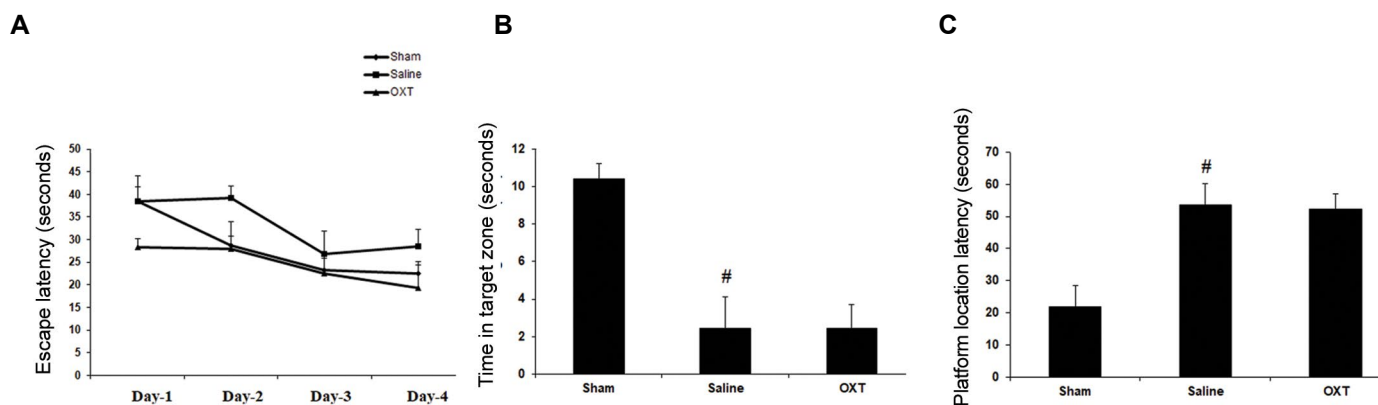 A
Sham
Saline
OXT
Escape latency (seconds)
50
45
40
35
30
25
20
15
10
5
0
Day-1 Day-2 Day-3 Day-4
B
Time in target zone (seconds)
12
10
8
6
4
2
0
#
Sham Saline OXT
C
Platform location latency (seconds)
70
60
50
40
30
20
10
0
#
Sham Saline OXT